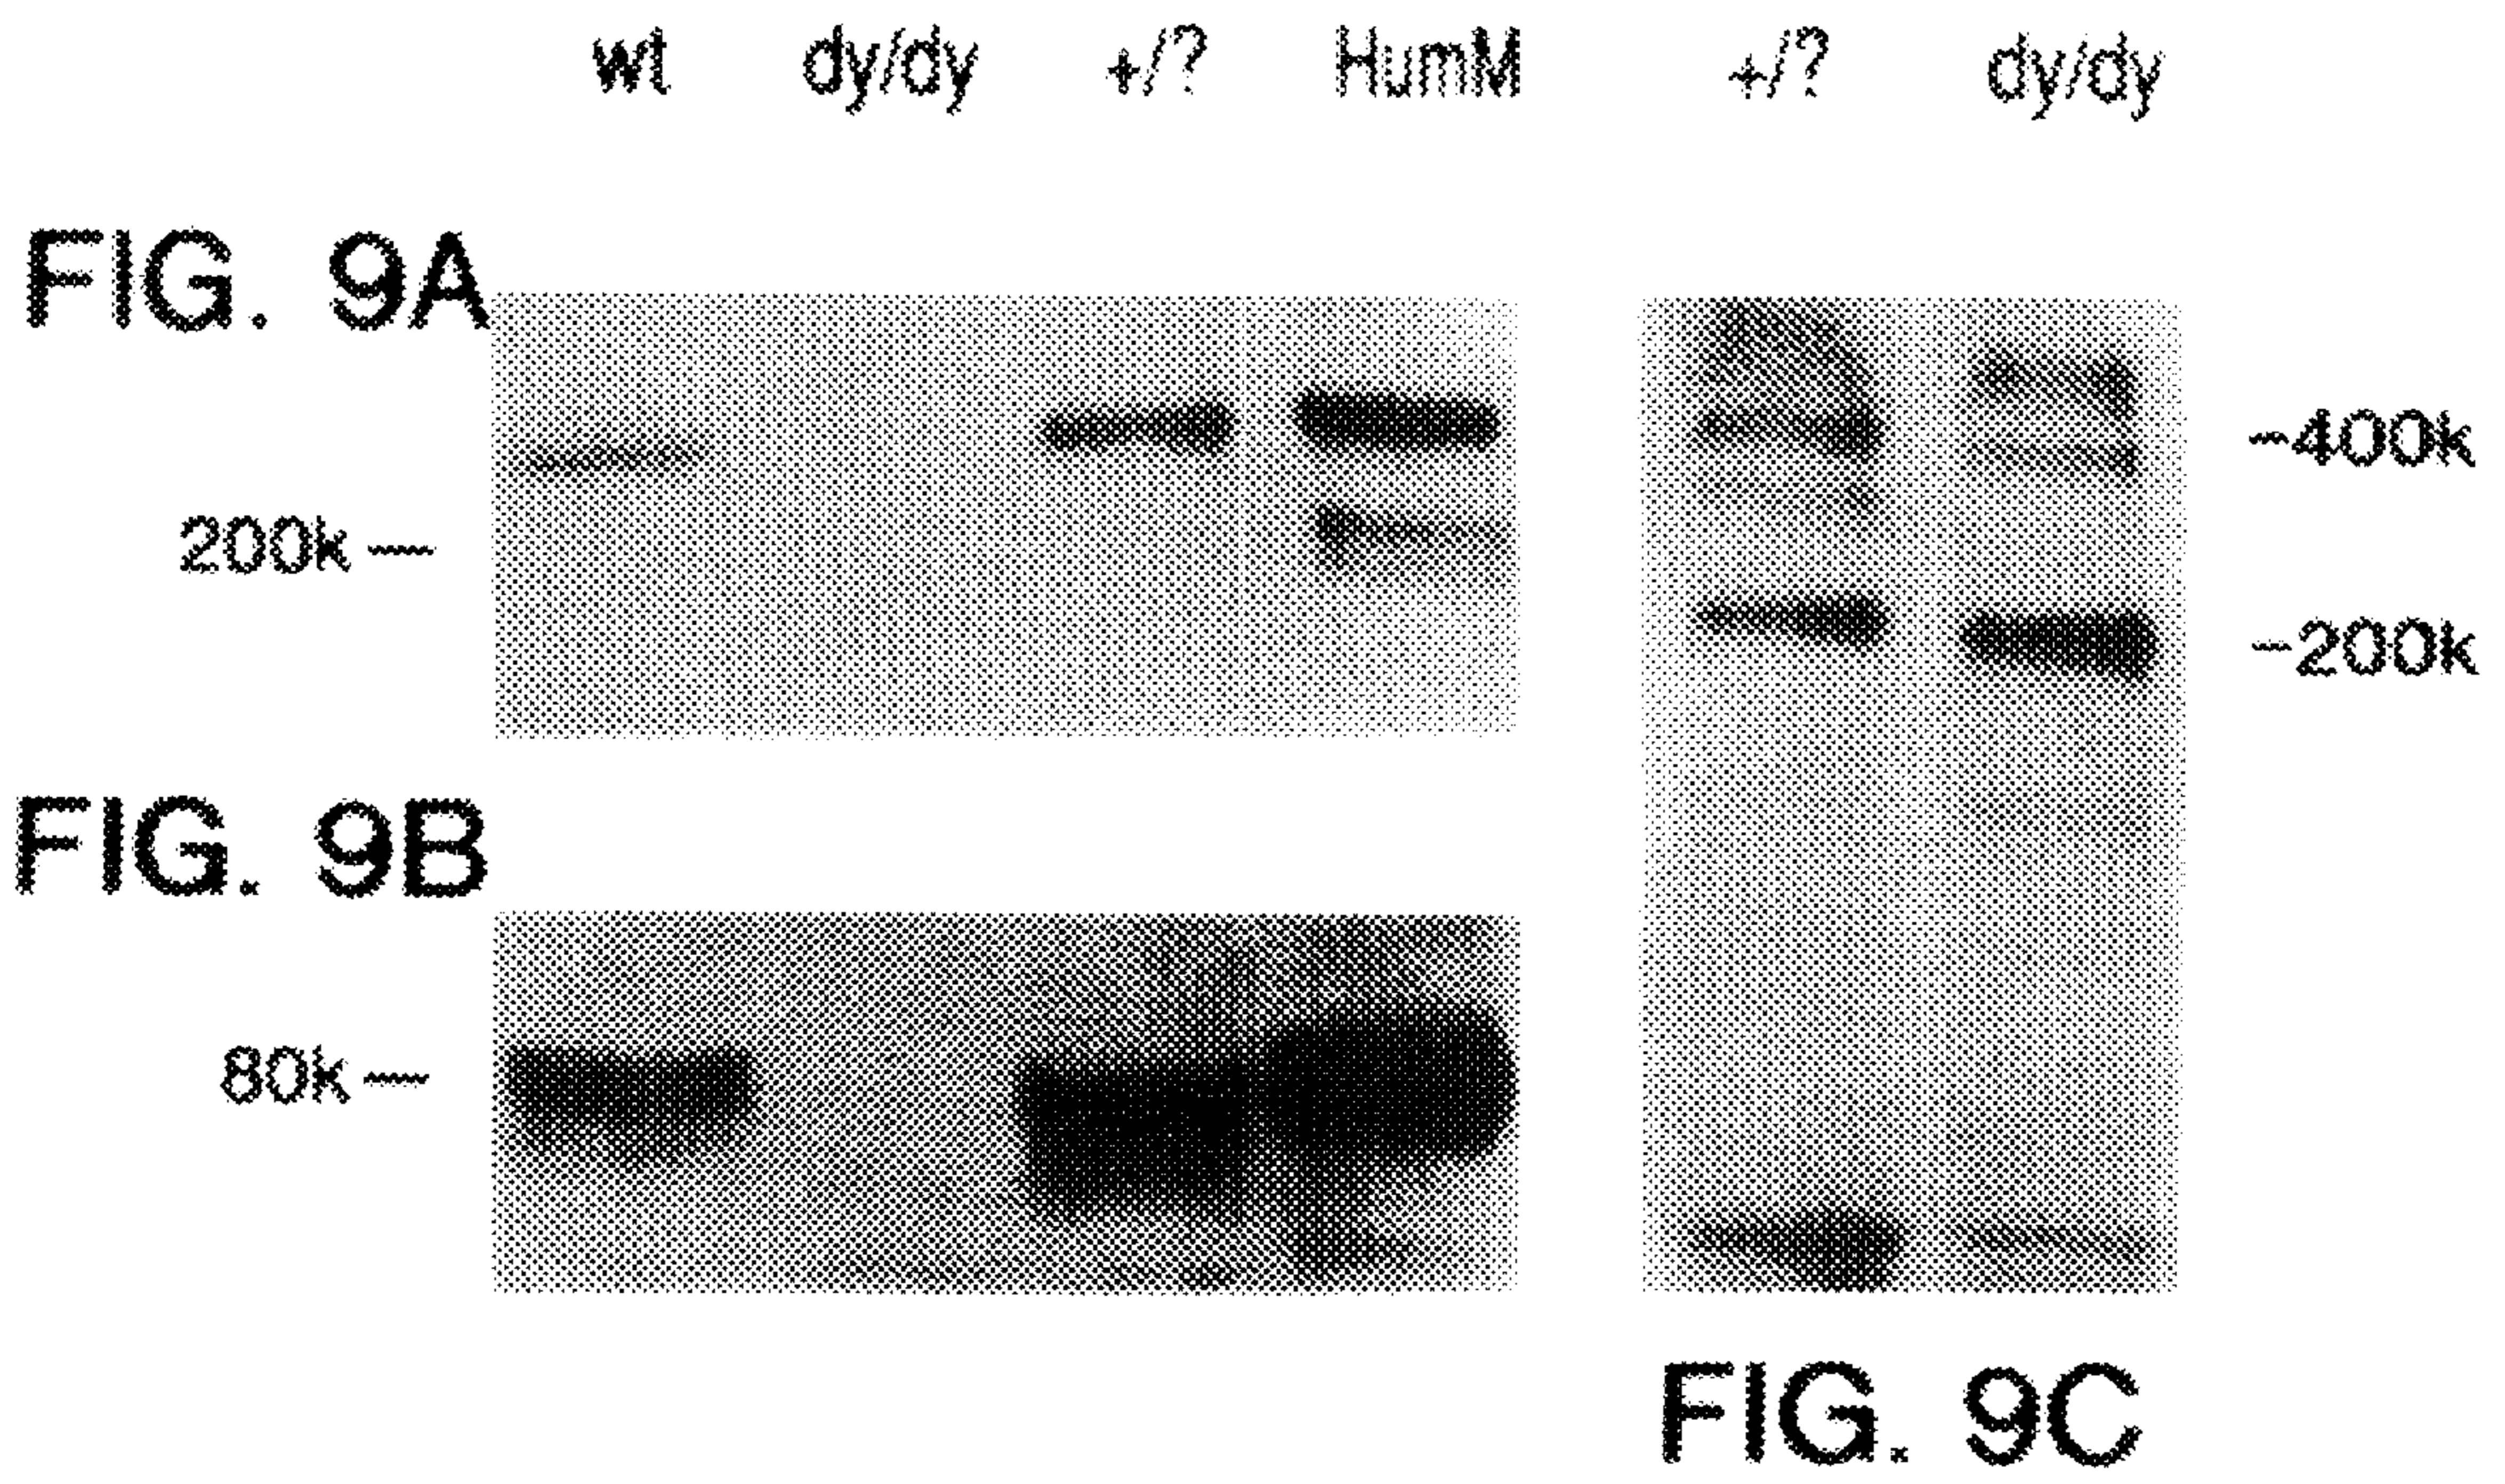 wt dy/dy +/? HumM +/? dy/dy
FIG. 9A
-400k
200k —
-200k
FIG. 9B
80k —
FIG. 9C